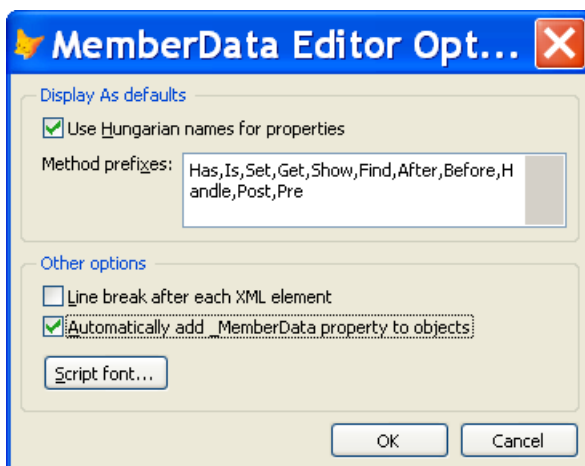 MemberData Editor Opt...
Display As defaults
Use Hungarian names for properties
Method prefixes:
Has,Is,Set,Get,Show,Find,After,Before,H
andle,Post,Pre
Other options
Line break after each XML element
Automatically add _MemberData property to objects
Script font...
OK
Cancel